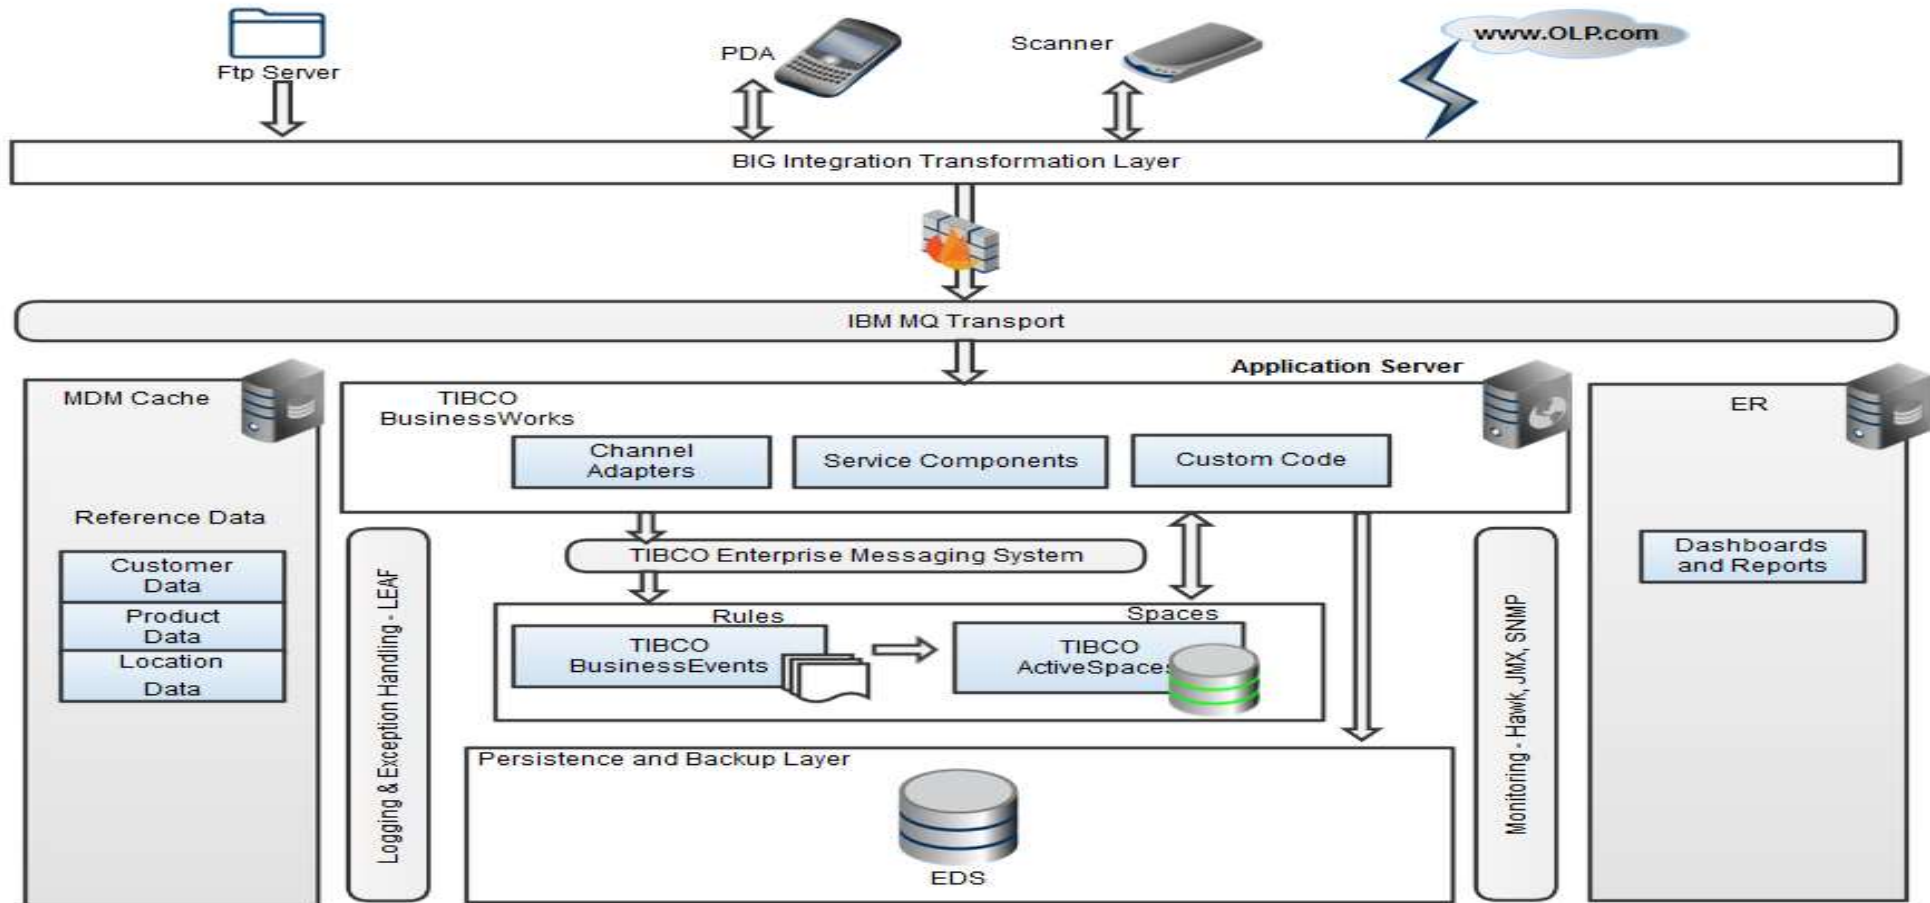 Ftp Server
PDA
Scanner
www.OLP.com
BIG Integration Transformation Layer
IBM MQ Transport
Application Server
MDM Cache
Reference Data
Customer
Data
Product
Data
Location
Data
Logging & Exception Handling - LEAF
TIBCO
BusinessWorks
Channel
Adapters
Service Components
Custom Code
TIBCO Enterprise Messaging System
Rules
TIBCO
BusinessEvents
Spaces
TIBCO
ActiveSpaces
Persistence and Backup Layer
EDS
Monitoring - Hawk, JMX, SNMP
ER
Dashboards
and Reports